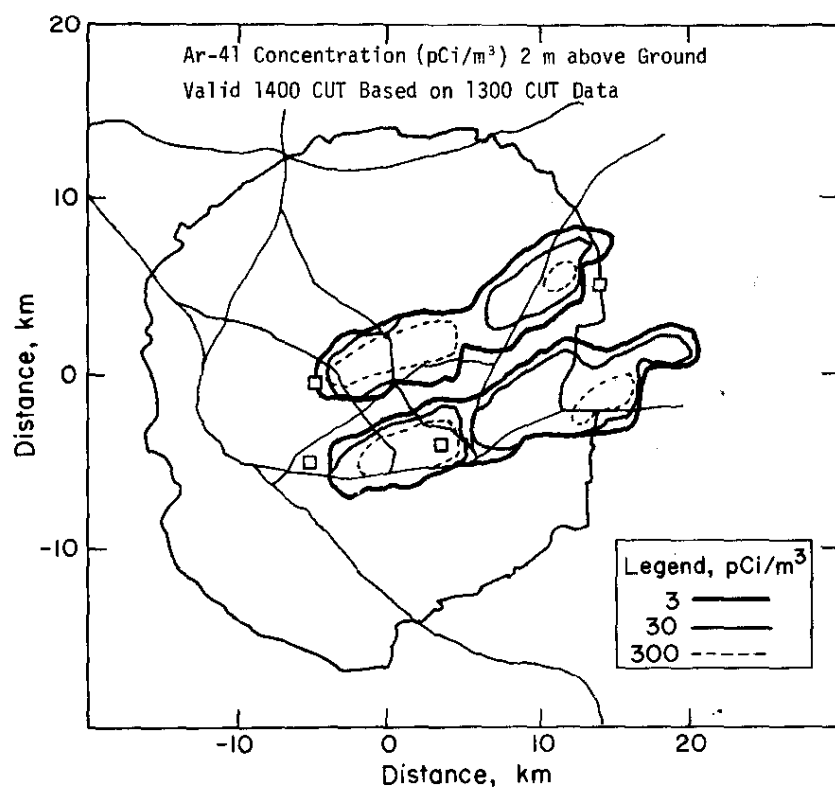 20
Ar-41 Concentration (pCi/m³) 2 m above Ground
Valid 1400 CUT Based on 1300 CUT Data
10
0
-10
Distance, km
Legend, pCi/m³
3
30
300
-10
0
10
20
Distance, km